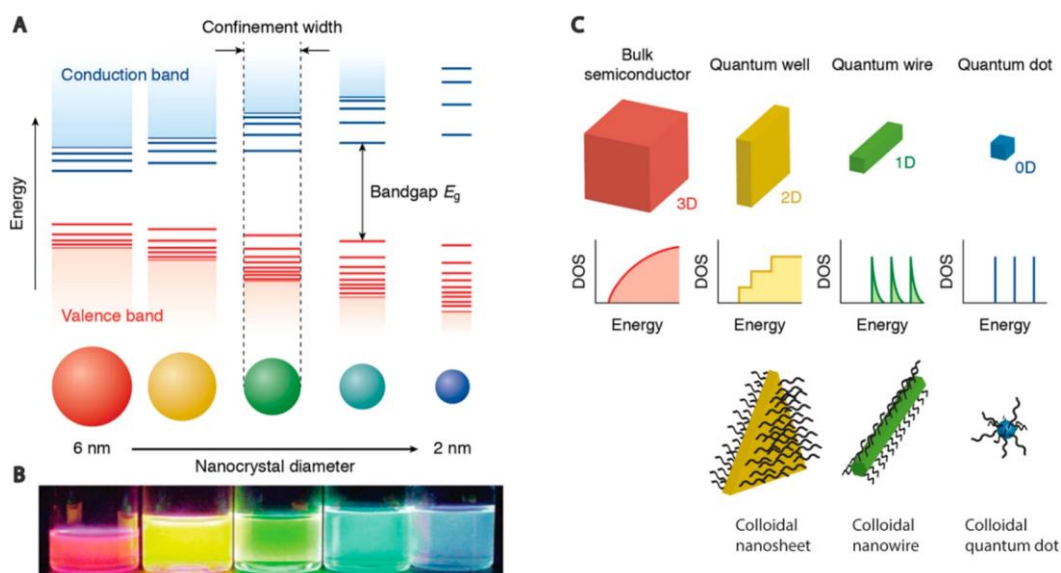 A
Confinement width
Conduction band
Energy
Bandgap Eg
Valence band
6 nm
2 nm
Nanocrystal diameter
B
C
Bulk
semiconductor
Quantum well
Quantum wire
Quantum dot
3D
2D
1D
0D
DOS
DOS
DOS
DOS
Energy
Energy
Energy
Energy
Colloidal
nanosheet
Colloidal
nanowire
Colloidal
quantum dot